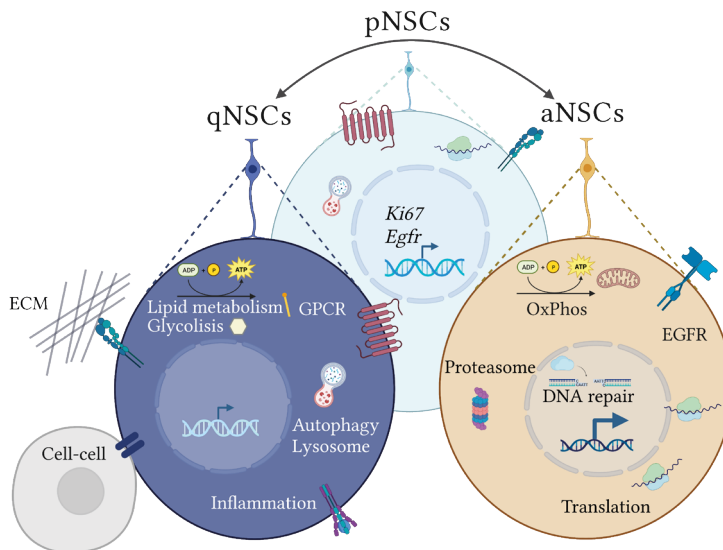 pNSCs
qNSCs
aNSCs
Ki67
Egfr
ECM
ADP + P ATP
Lipid metabolism
Glycolisis
GPCR
Autophagy
Lysosome
Cell-cell
Inflammation
ADP + P ATP
OxPhos
EGFR
Proteasome
DNA repair
Translation